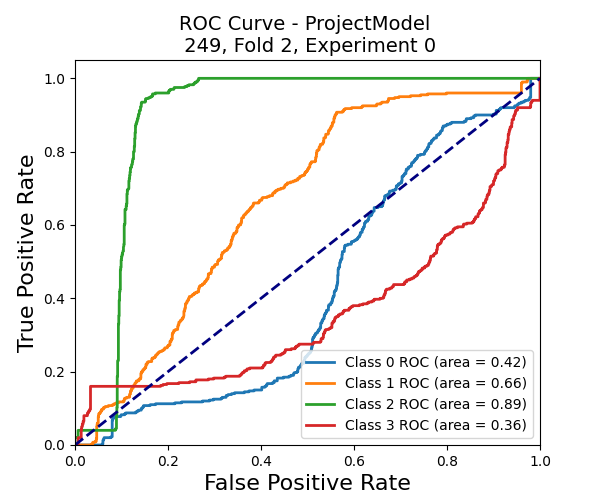 ROC Curve - ProjectModel
249, Fold 2, Experiment 0
True Positive Rate
1.0
0.8
0.6
0.4
0.2
0.0
Class 0 ROC (area = 0.42)
Class 1 ROC (area = 0.66)
Class 2 ROC (area = 0.89)
Class 3 ROC (area = 0.36)
0.0 0.2 0.4 0.6 0.8 1.0
False Positive Rate